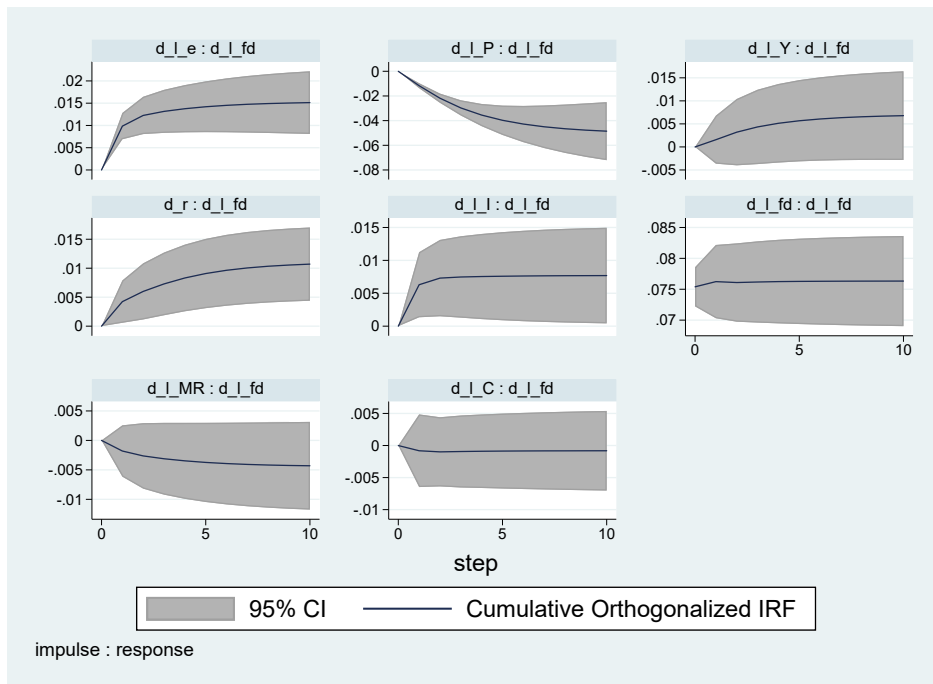 d_l_e : d_l_fd
.02
.015
.01
.005
0
d_l_P : d_l_fd
0
-.02
-.04
-.06
-.08
d_l_Y : d_l_fd
.015
.01
.005
0
-.005
d_r : d_l_fd
.015
.01
.005
0
d_l_I : d_l_fd
.015
.01
.005
0
d_l_fd : d_l_fd
.085
.08
.075
.07
0 5 10
d_l_MR : d_l_fd
.005
0
-.005
-.01
0 5 10
d_l_C : d_l_fd
.005
0
-.005
-.01
0 5 10
step
95% CI Cumulative Orthogonalized IRF
impulse : response